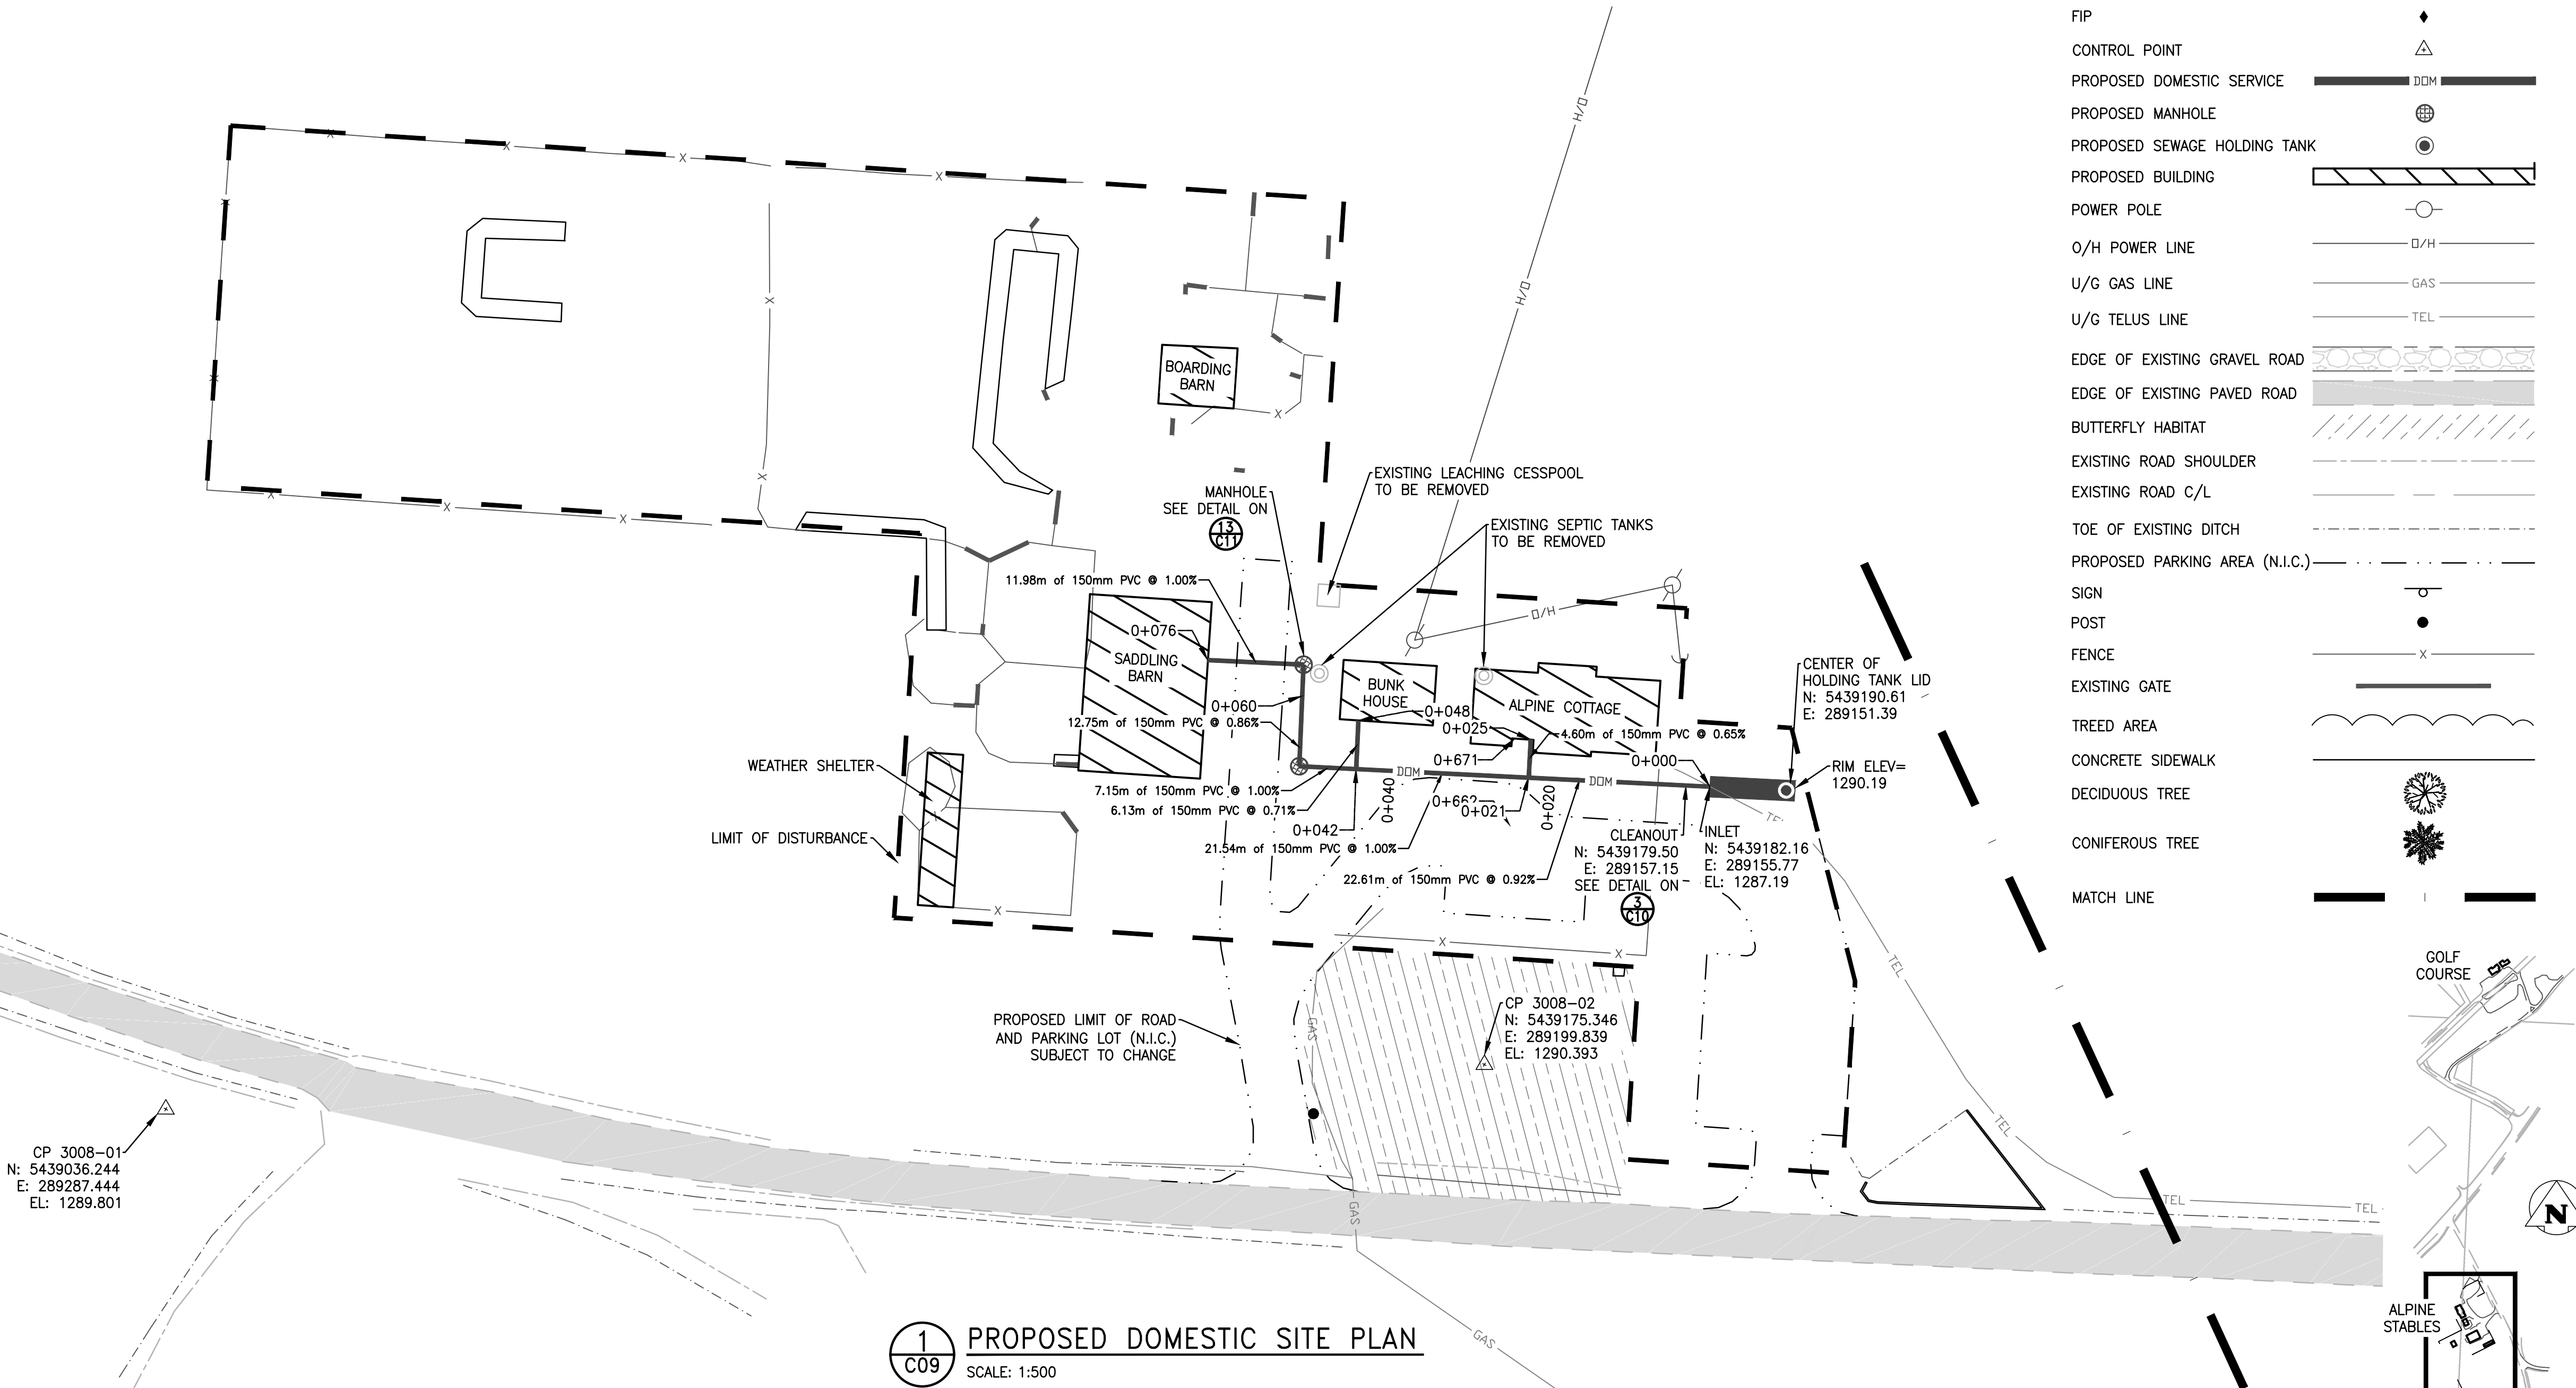 FIP
CONTROL POINT
PROPOSED DOMESTIC SERVICE
DOM
PROPOSED MANHOLE
PROPOSED SEWAGE HOLDING TANK
PROPOSED BUILDING
POWER POLE
O/H POWER LINE
O/H
U/G GAS LINE
GAS
U/G TELUS LINE
TEL
EDGE OF EXISTING GRAVEL ROAD
EDGE OF EXISTING PAVED ROAD
BUTTERFLY HABITAT
EXISTING ROAD SHOULDER
EXISTING ROAD C/L
TOE OF EXISTING DITCH
PROPOSED PARKING AREA (N.I.C.)
SIGN
POST
FENCE
X
EXISTING GATE
TREED AREA
CONCRETE SIDEWALK
DECIDUOUS TREE
CONIFEROUS TREE
MATCH LINE
O/H
O/H
X
X
X
X
X
X
X
X
X
X
X
X
BOARDING
BARN
X
EXISTING LEACHING CESSPOOL
TO BE REMOVED
MANHOLE
SEE DETAIL ON
13
C11
EXISTING SEPTIC TANKS
TO BE REMOVED
11.98m of 150mm PVC @ 1.00%
O/H
0+076
SADDLING
BARN
BUNK
HOUSE
ALPINE COTTAGE
CENTER OF
HOLDING TANK LID
N: 5439190.61
E: 289151.39
0+060
0+048
0+025
12.75m of 150mm PVC @ 0.86%
4.60m of 150mm PVC @ 0.65%
0+671
0+000
WEATHER SHELTER
DOM
DOM
RIM ELEV=
1290.19
7.15m of 150mm PVC @ 1.00%
6.13m of 150mm PVC @ 0.71%
0+040
0+021
0+020
TEL
0+042
LIMIT OF DISTURBANCE
21.54m of 150mm PVC @ 1.00%
CLEANOUT
N: 5439179.50
E: 289157.15
SEE DETAIL ON
3
C10
INLET
N: 5439182.16
E: 289155.77
EL: 1287.19
22.61m of 150mm PVC @ 0.92%
X
X
X
TEL
CP 3008-02
N: 5439175.346
E: 289199.839
EL: 1290.393
PROPOSED LIMIT OF ROAD
AND PARKING LOT (N.I.C.)
SUBJECT TO CHANGE
GAS
CP 3008-01
N: 5439036.244
E: 289287.444
EL: 1289.801
TEL
TEL
TEL
GAS
GAS
GOLF
COURSE
N
ALPINE
STABLES
1
C09
PROPOSED DOMESTIC SITE PLAN
SCALE: 1:500